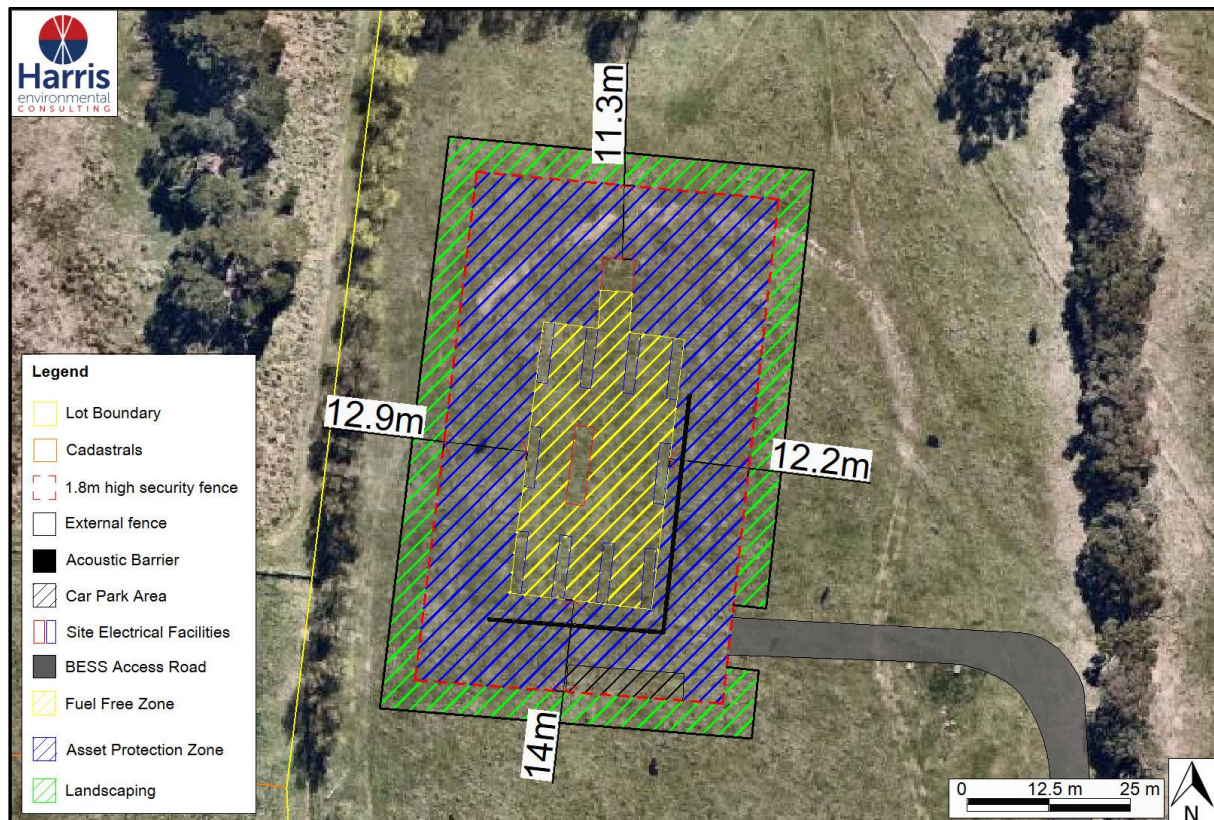 Harris
environmental
CONSULTING
11.3m
12.9m
12.2m
14m
Legend
Lot Boundary
Cadastrals
1.8m high security fence
External fence
Acoustic Barrier
Car Park Area
Site Electrical Facilities
BESS Access Road
Fuel Free Zone
Asset Protection Zone
Landscaping
0 12.5 m 25 m
N